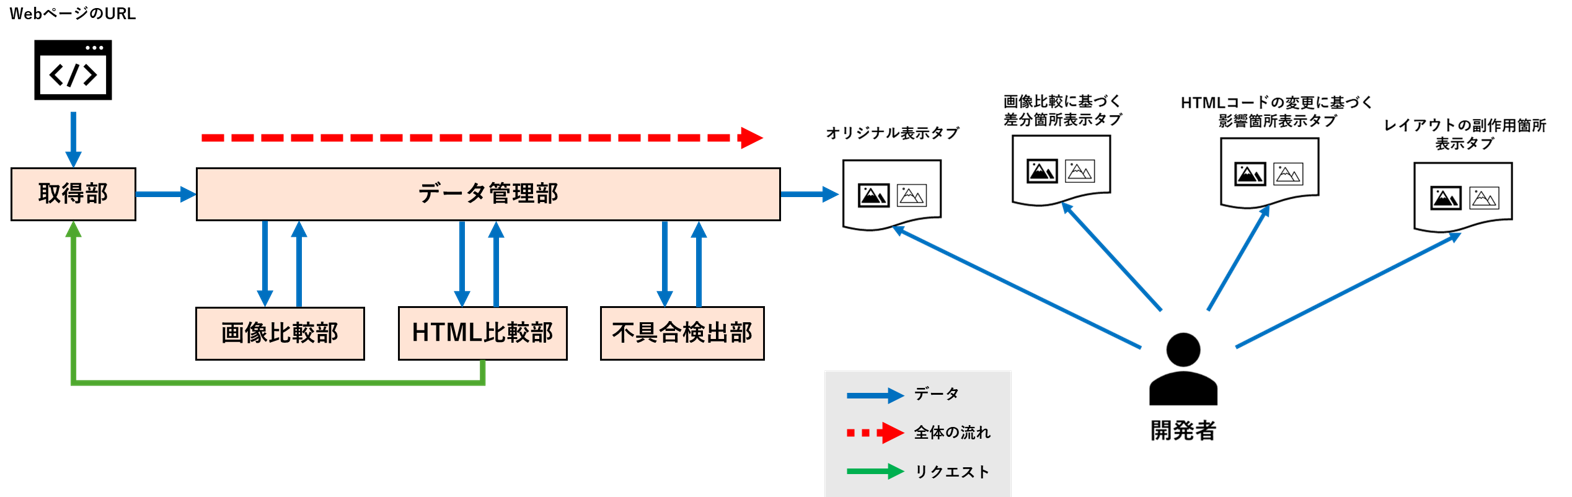 WebページのURL
</>
取得部
データ管理部
画像比較部
HTML比較部
不具合検出部
オリジナル表示タブ
画像比較に基づく
差分箇所表示タブ
HTMLコードの変更に基づく
影響箇所表示タブ
レイアウトの副作用箇所
表示タブ
開発者
データ
全体の流れ
リクエスト